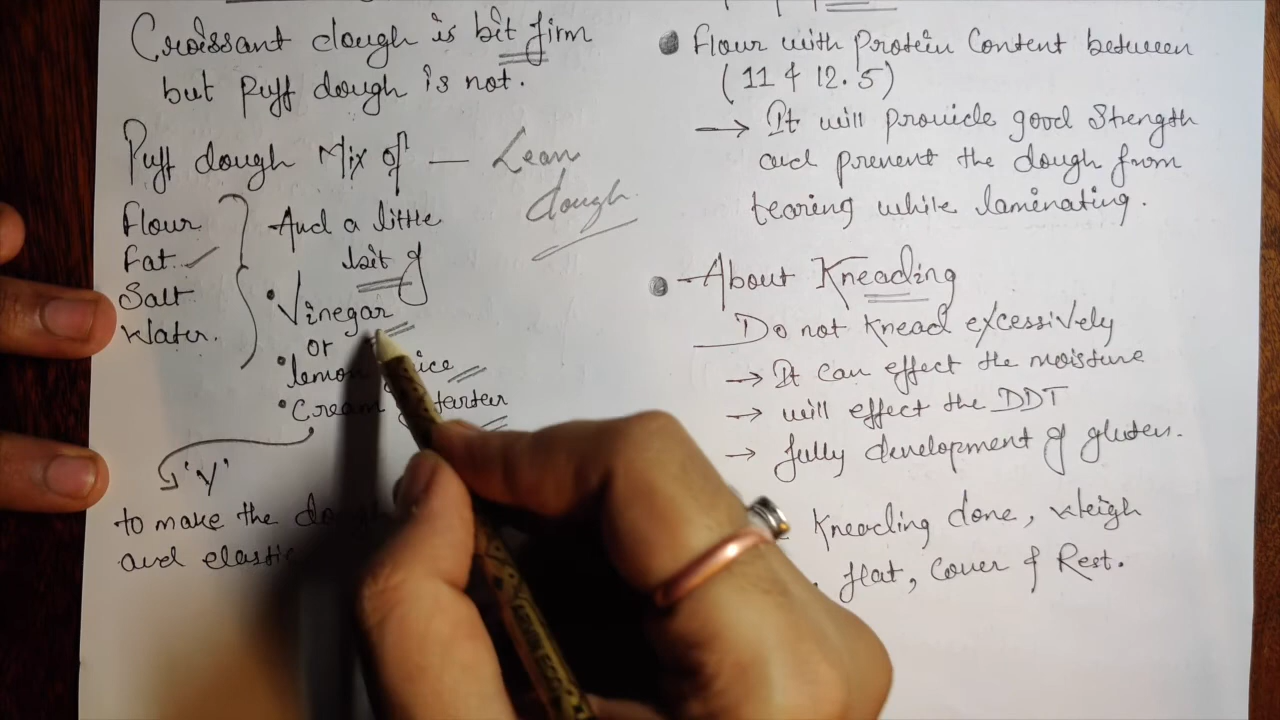 Croissant dough is bit firm
but puff dough is not.
Puff dough Mix of — Lean
dough
Flour
Fat
Salt
Water.
And a little
bit of
• Vinegar
or
• lemon
• Cream
'Y'
to make the
and elastic
• Flour with Protein Content between
(11 & 12.5)
→ It will provide good Strength
and prevent the dough from
tearing while laminating.
• About Kneading
Do not Knead excessively
→ It can effect the moisture
→ will effect the DDT
→ fully development of gluten.
Kneading done, weigh
flat, Cover & Rest.